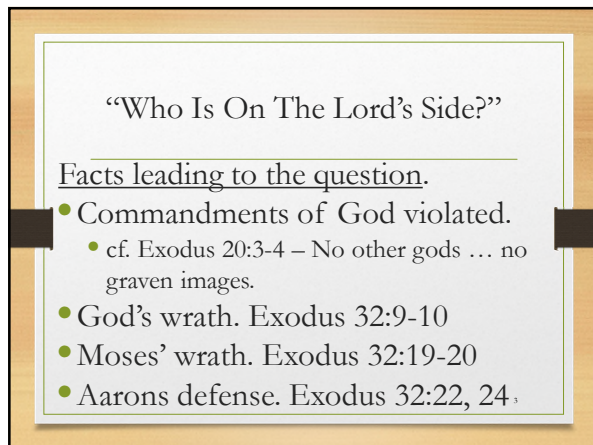 “Who Is On The Lord’s Side?”
Facts leading to the question.
• Commandments of God violated.
• cf. Exodus 20:3-4 – No other gods … no
graven images.
• God’s wrath. Exodus 32:9-10
• Moses’ wrath. Exodus 32:19-20
• Aarons defense. Exodus 32:22, 24
3